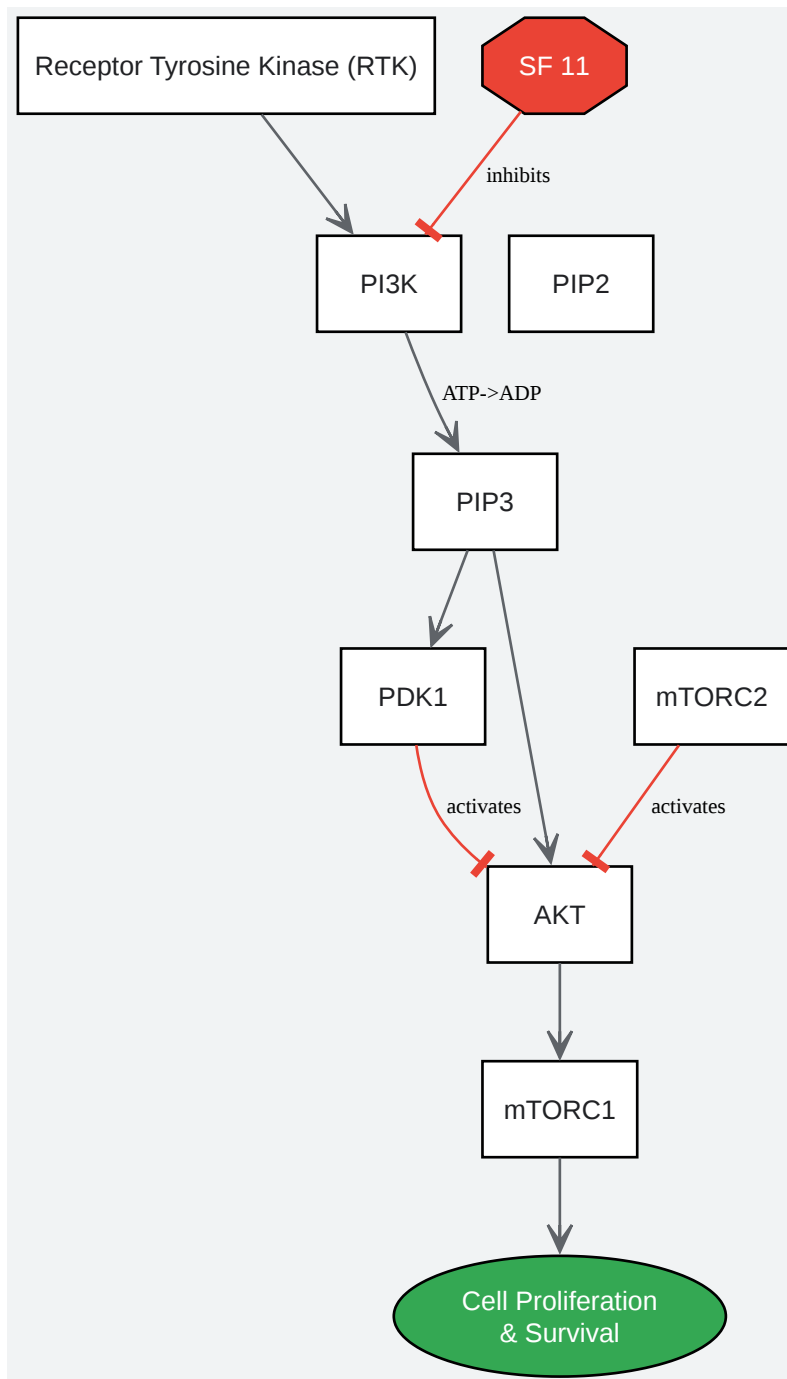 Receptor Tyrosine Kinase (RTK)
SF 11
inhibits
PI3K
PIP2
ATP->ADP
PIP3
PDK1
mTORC2
activates
activates
AKT
mTORC1
Cell Proliferation
& Survival